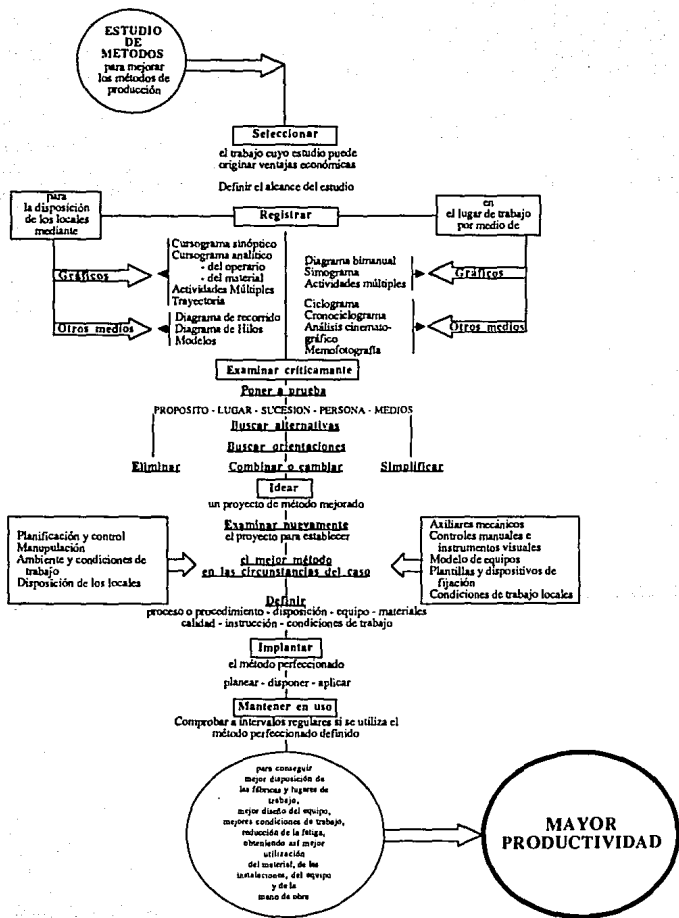 ESTUDIO
DE
METODOS
para mejorar
los métodos de
producción
Seleccionar
el trabajo cuyo estudio puede
originar ventajas económicas
Definir el alcance del estudio
para
la disposición
de los locales
mediante
Registrar
en
el lugar de trabajo
por medio de
Gráficos
Cursograma sinóptico
Cursograma analítico
- del operario
- del material
Actividades Múltiples
Trayectoria
Diagrama bimanual
Simograma
Actividades múltiples
Gráficos
Otros medios
Diagrama de recorrido
Diagrama de Hilos
Modelos
Ciclograma
Cronociclograma
Análisis cinemato-
gráfico
Memofotografía
Otros medios
Examinar críticamante
Poner a prueba
PROPOSITO - LUGAR - SUCESION - PERSONA - MEDIOS
Buscar alternativas
Buscar orientaciones
Eliminar
Combinar o cambiar
Simplificar
Idear
un proyecto de método mejorado
Examinar nuevamente
el proyecto para establecer
Planificación y control
Manupulación
Ambiente y condiciones de
trabajo
Disposición de los locales
el mejor método
en las circunstancias del caso
Axiliares mecánicos
Controles manuales e
instrumentos visuales
Modelo de equipos
Plantillas y dispositivos de
fijación
Condiciones de trabajo locales
Definir
proceso o procedimiento - disposición - equipo - materiales
calidad - instrucción - condiciones de trabajo
Implantar
el método perfeccionado
planear - disponer - aplicar
Mantener en uso
Comprobar a intervalos regulares si se utiliza el
método perfeccionado definido
para conseguir
mejor disposición de
las fábricas y lugares de
trabajo,
mejor diseño del equipo,
mejores condiciones de trabajo,
reducción de la fatiga,
obteniendo así mejor
utilización
del material, de las
instalaciones, del equipo
y de la
mano de obra
MAYOR
PRODUCTIVIDAD